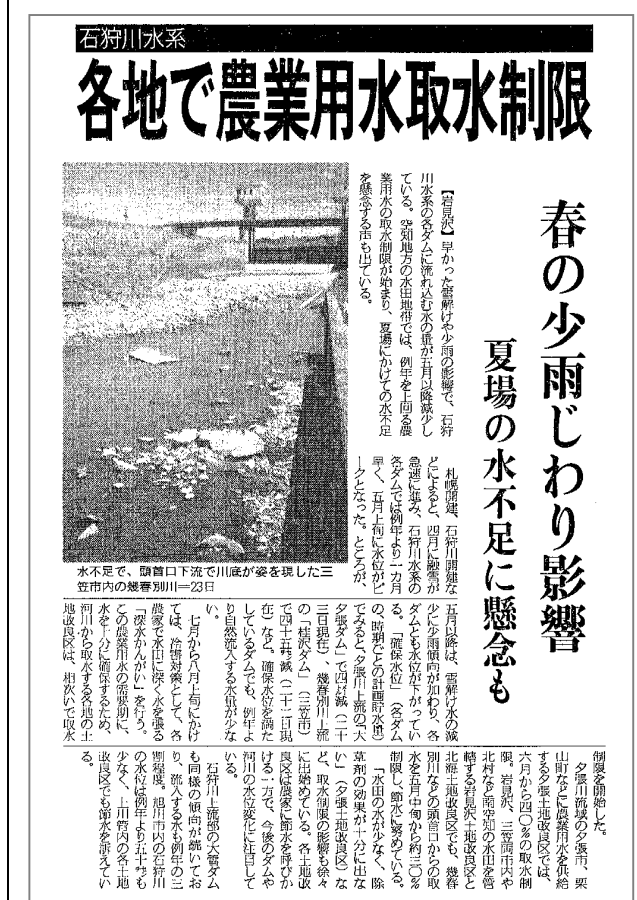 石狩川水系
各地で農業用水取水制限
春の少雨じわり影響
夏場の水不足に懸念も
【岩見沢】早かった雪解けや少雨の影響で、石狩
川水系の各ダムに流れ込む水の量が五月以降減少し
ている。空知地方の水田地帯では、例年を上回る農
業用水の取水制限が始まり、夏場にかけての水不足
を懸念する声も出ている。
札幌開建、石狩川開建な
どによると、四月に融雪が
急速に進み、石狩川水系の
各ダムでは例年より一カ月
早く、五月上旬に水位がピ
ークとなった。ところが、
五月以降は、雪解け水の減
少に少雨傾向が加わり、各
ダムとも水位が下がってい
る。「確保水位」（各ダム
の、時期ごとの計画貯水量）
でみると、夕張川上流の「大
夕張ダム」で四㍍減（二十
三日現在）、幾春別川上流
の「桂沢ダム」（三笠市）
で四十五㌢減（二十二日現
在）など。確保水位を満た
しているダムでも、例年よ
り自然流入する水量が少な
い。
七月から八月上旬にかけ
ては、冷害対策として、各
農家で水田に深く水を張る
「深水かんがい」を行う。
この農業用水の需要期に、
水を十分に確保するため、
河川から取水する各地の土
地改良区は、相次いで取水
制限を開始した。
夕張川流域の夕張市、栗
山町などに農業用水を供給
する夕張土地改良区では、
六月から四〇％の取水制
限。岩見沢、三笠両市内や
北村など南空知の水田を管
轄する岩見沢土地改良区と
北海土地改良区でも、幾春
別川などの頭首口からの取
水を五月中旬から約三〇％
制限し、節水に努めている。
「水田の水が少なく、除
草剤の効果が十分に出な
い」（夕張土地改良区）な
ど、取水制限の影響も徐々
に出始めている。各土地改
良区は農家に節水を呼びか
ける一方で、今後のダムや
河川の水位変化に注目して
いる。
石狩川上流部の大雪ダム
も同様の傾向が続いてお
り、流入する水も例年の三
割程度。旭川市内の石狩川
の水位は例年より五十㌢も
少なく、上川管内の各土地
改良区でも節水を訴えてい
る。
水不足で、頭首口下流で川底が姿を現した三
笠市内の幾春別川＝23日